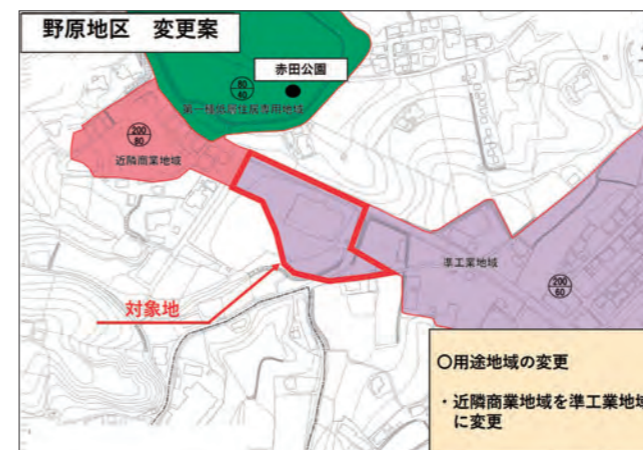 野原地区 変更案
赤田公園
80
40
第一種低層住居専用地域
200
80
近隣商業地域
準工業地域
200
60
対象地
〇用途地域の変更
・近隣商業地域を準工業地域
に変更